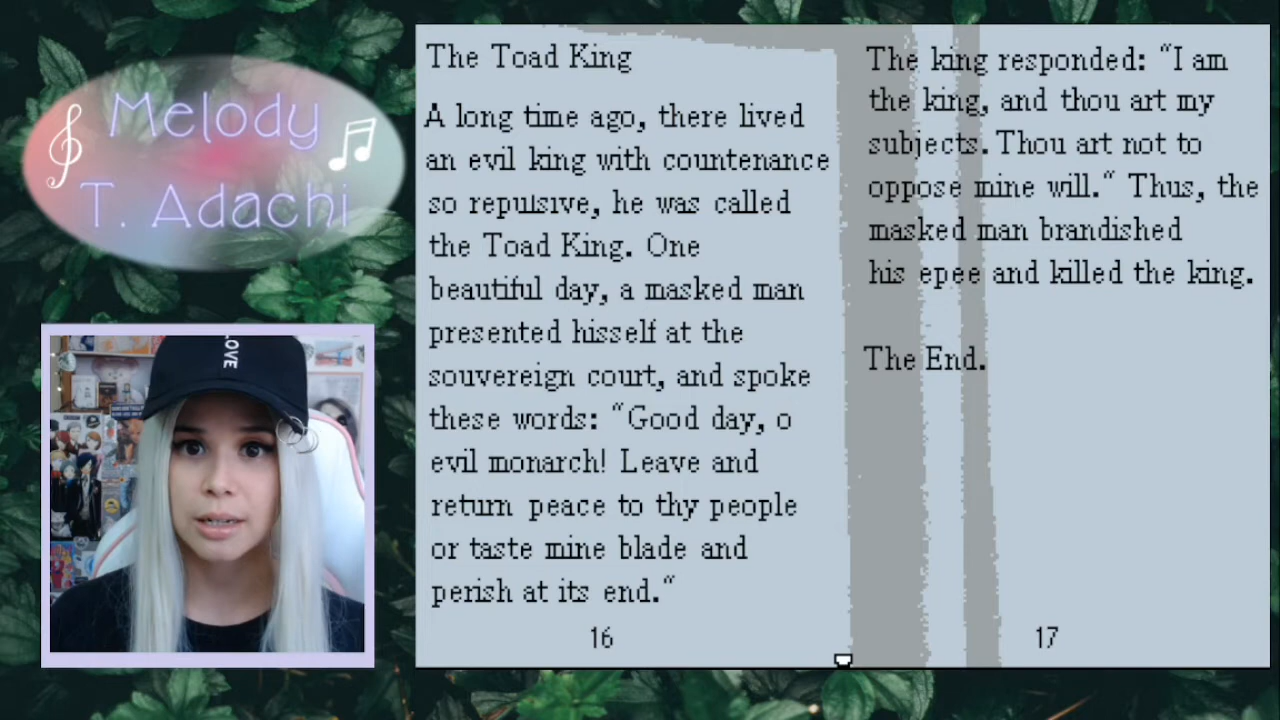 Melody
T. Adachi
LOVE
The Toad King
A long time ago, there lived
an evil king with countenance
so repulsive, he was called
the Toad King. One
beautiful day, a masked man
presented hisself at the
souvereign court, and spoke
these words: "Good day, o
evil monarch! Leave and
return peace to thy people
or taste mine blade and
perish at its end."
16
The king responded: "I am
the king, and thou art my
subjects. Thou art not to
oppose mine will." Thus, the
masked man brandished
his epee and killed the king.
The End.
17